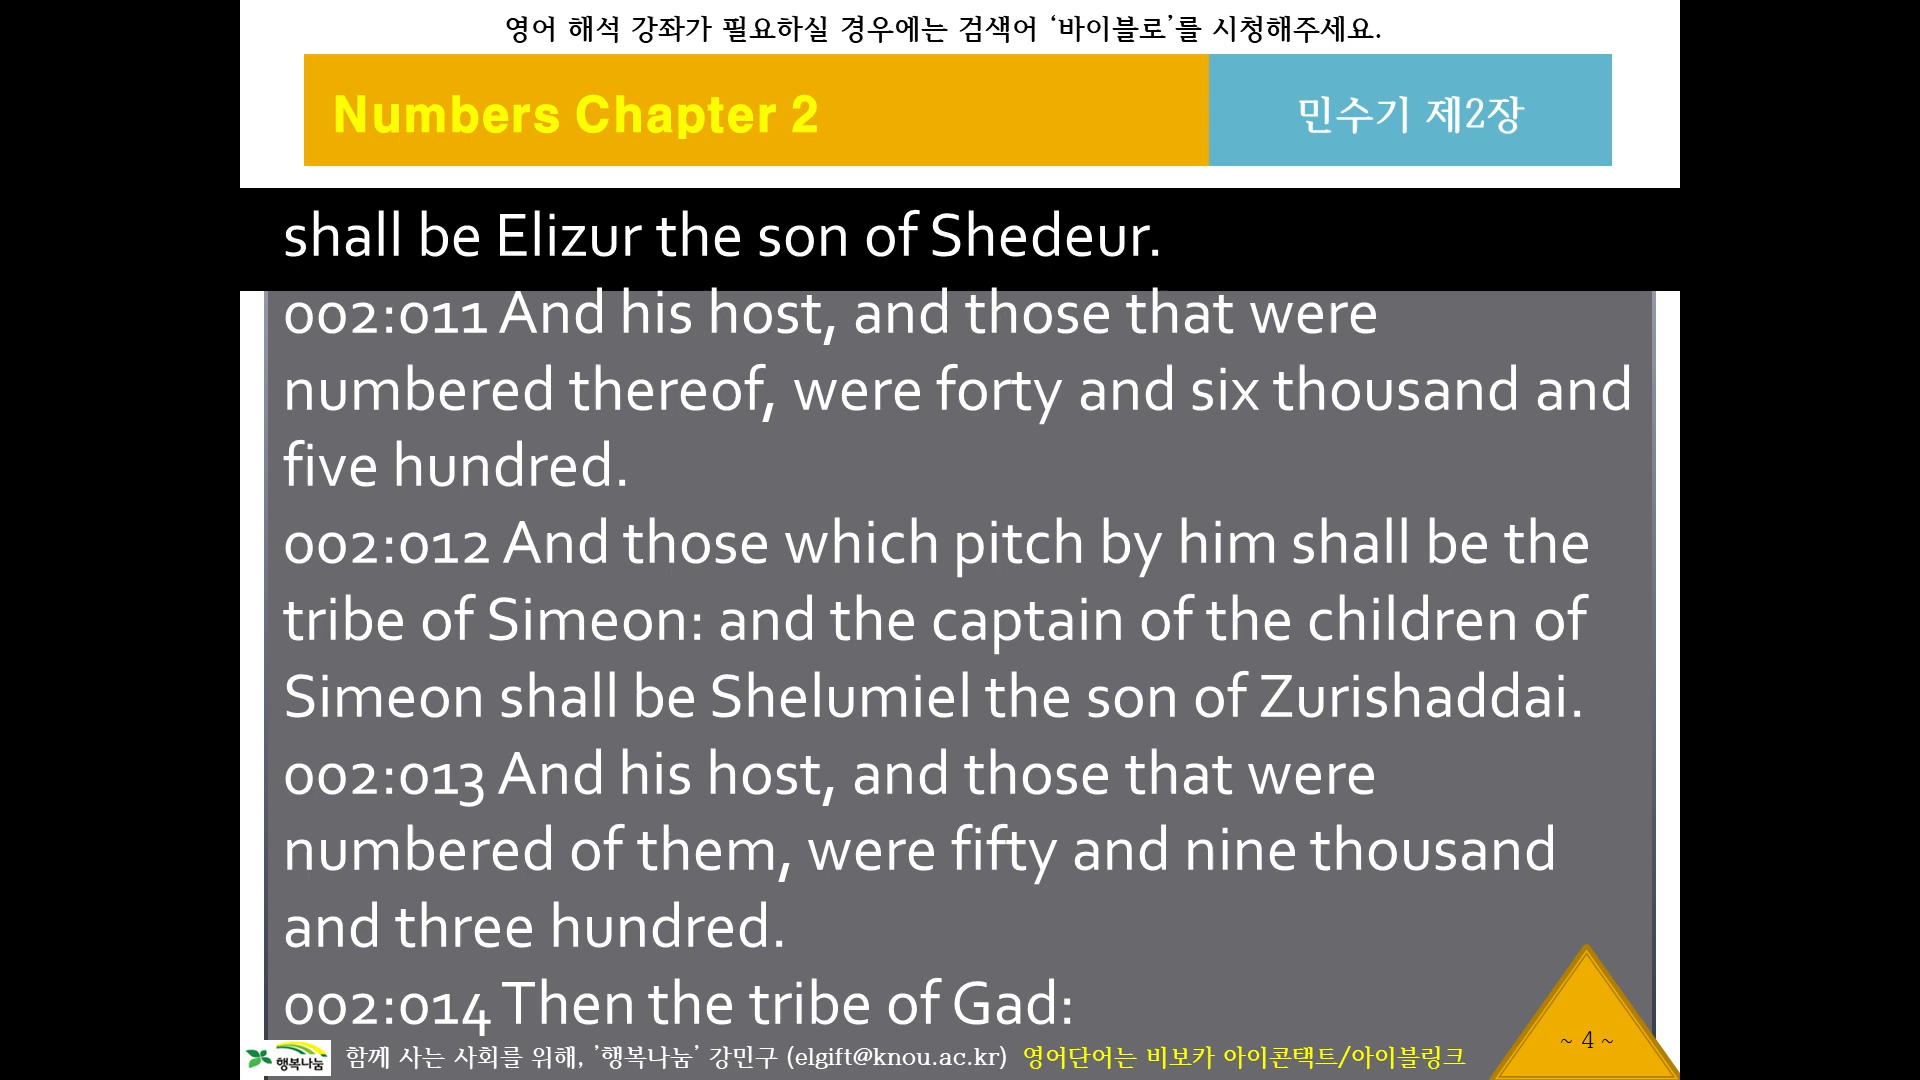 영어 해석 강좌가 필요하실 경우에는 검색어 ‘바이블로’를 시청해주세요.
Numbers Chapter 2
민수기 제2장
shall be Elizur the son of Shedeur.
002:011 And his host, and those that were
numbered thereof, were forty and six thousand and
five hundred.
002:012 And those which pitch by him shall be the
tribe of Simeon: and the captain of the children of
Simeon shall be Shelumiel the son of Zurishaddai.
002:013 And his host, and those that were
numbered of them, were fifty and nine thousand
and three hundred.
002:014 Then the tribe of Gad:
~ 4 ~
행복나눔 함께 사는 사회를 위해, ’행복나눔’ 강민구 (elgift@knou.ac.kr) 영어단어는 비보카 아이콘택트/아이블링크